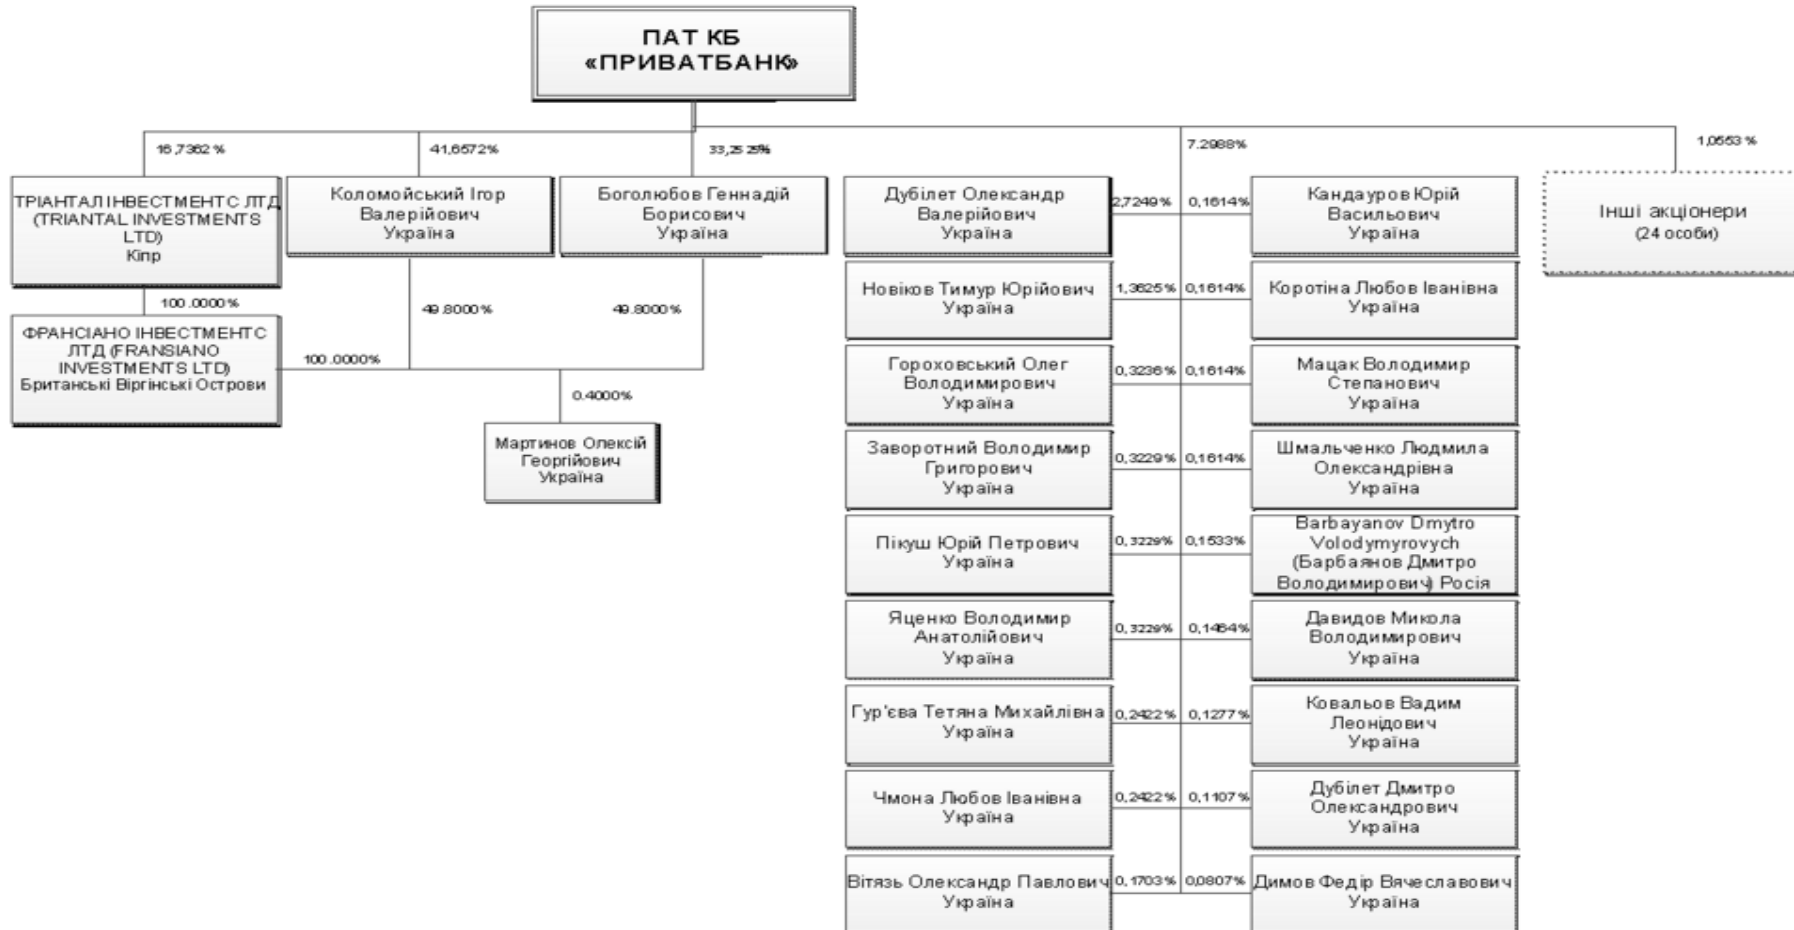 ПАТ КБ
«ПРИВАТБАНК»
16,7362%
41,6572%
33,2525%
7.2988%
1,0553%
ТРІАНТАЛ ІНВЕСТМЕНТС ЛТД
(TRIANTAL INVESTMENTS
LTD)
Кіпр
Коломойський Ігор
Валерійович
Україна
Боголюбов Геннадій
Борисович
Україна
100.0000%
49.8000%
49.8000%
ФРАНСІАНО ІНВЕСТМЕНТС
ЛТД (FRANSIANO
INVESTMENTS LTD)
Британські Віргінські Острови
100.0000%
0.4000%
Мартинов Олексій
Георгійович
Україна
Дубілет Олександр
Валерійович
Україна
2,7249% 0,1614%
Кандауров Юрій
Васильович
Україна
Інші акціонери
(24 особи)
Новіков Тимур Юрійович
Україна
1,3625% 0,1614%
Коротіна Любов Іванівна
Україна
Гороховський Олег
Володимирович
Україна
0,3236% 0,1614%
Мацак Володимир
Степанович
Україна
Заворотний Володимир
Григорович
Україна
0,3229% 0,1614%
Шмальченко Людмила
Олександрівна
Україна
Пікуш Юрій Петрович
Україна
0,3229% 0,1533%
Barbayanov Dmytro
Volodymyrovych
(Барбаянов Дмитро
Володимирович) Росія
Яценко Володимир
Анатолійович
Україна
0,3229% 0,1464%
Давидов Микола
Володимирович
Україна
Гур'єва Тетяна Михайлівна
Україна
0,2422% 0,1277%
Ковальов Вадим
Леонідович
Україна
Чмона Любов Іванівна
Україна
0,2422% 0,1107%
Дубілет Дмитро
Олександрович
Україна
Вітязь Олександр Павлович
Україна
0,1703% 0,0807%
Димов Федір Вячеславович
Україна